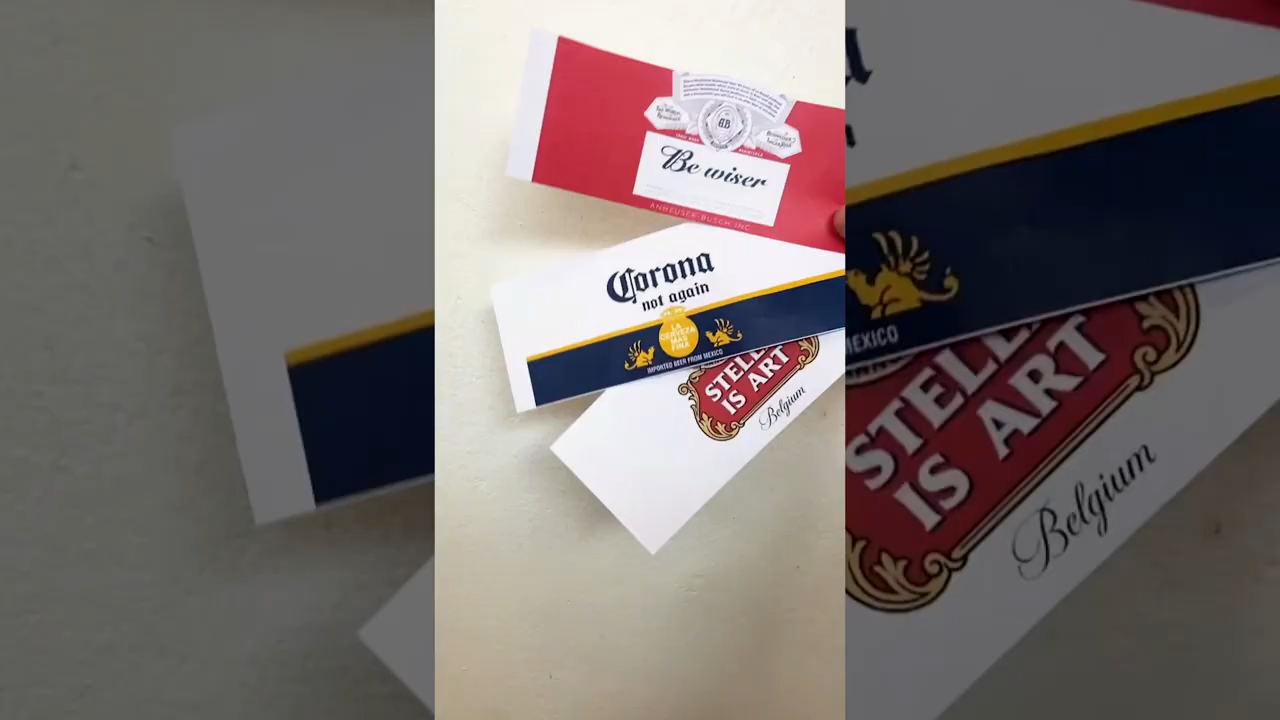 Be wiser
ANHEUSER-BUSCH INC
Corona
not again
LA
CERVEZA
MAS
FINA
IMPORTED BEER FROM MEXICO
STELL
IS ART
Belgium
MEXICO
STELL
IS ART
Belgium